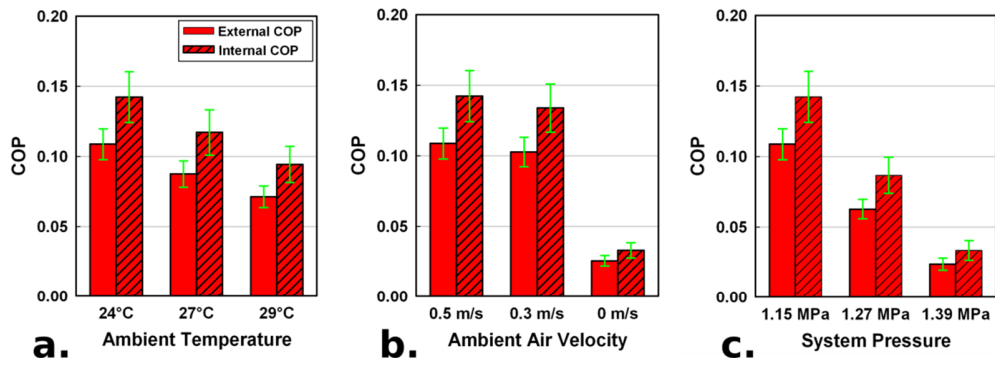 0.20
0.15
0.10
0.05
0.00
COP
External COP
Internal COP
24°C 27°C 29°C
Ambient Temperature
a.
0.20
0.15
0.10
0.05
0.00
COP
0.5 m/s 0.3 m/s 0 m/s
Ambient Air Velocity
b.
0.20
0.15
0.10
0.05
0.00
COP
1.15 MPa 1.27 MPa 1.39 MPa
System Pressure
c.